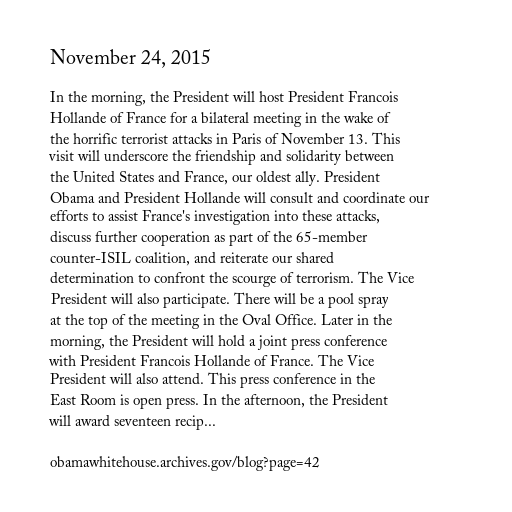 November 24, 2015
In the morning, the President will host President Francois
Hollande of France for a bilateral meeting in the wake of
the horrific terrorist attacks in Paris of November 13. This
visit will underscore the friendship and solidarity between
the United States and France, our oldest ally. President
Obama and President Hollande will consult and coordinate our
efforts to assist France's investigation into these attacks,
discuss further cooperation as part of the 65-member
counter-ISIL coalition, and reiterate our shared
determination to confront the scourge of terrorism. The Vice
President will also participate. There will be a pool spray
at the top of the meeting in the Oval Office. Later in the
morning, the President will hold a joint press conference
with President Francois Hollande of France. The Vice
President will also attend. This press conference in the
East Room is open press. In the afternoon, the President
will award seventeen recip...
obamawhitehouse.archives.gov/blog?page=42